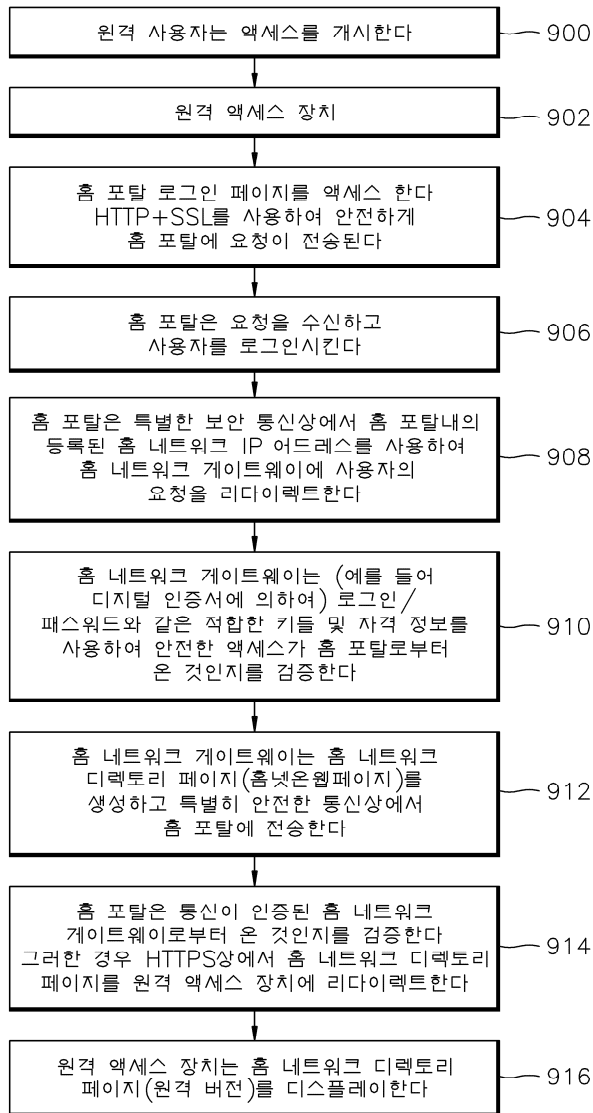 원격 사용자는 액세스를 개시한다
900
원격 액세스 장치
902
홈 포탈 로그인 페이지를 액세스 한다
HTTP+SSL를 사용하여 안전하게
홈 포탈에 요청이 전송된다
904
홈 포탈은 요청을 수신하고
사용자를 로그인시킨다
906
홈 포탈은 특별한 보안 통신상에서 홈 포탈내의
등록된 홈 네트워크 IP 어드레스를 사용하여
홈 네트워크 게이트웨이에 사용자의
요청을 리다이렉트한다
908
홈 네트워크 게이트웨이는 (예를 들어
디지털 인증서에 의하여) 로그인/
패스워드와 같은 적합한 키들 및 자격 정보를
사용하여 안전한 액세스가 홈 포탈로부터
온 것인지를 검증한다
910
홈 네트워크 게이트웨이는 홈 네트워크
디렉토리 페이지(홈넷온웹페이지)를
생성하고 특별히 안전한 통신상에서
홈 포탈에 전송한다
912
홈 포탈은 통신이 인증된 홈 네트워크
게이트웨이로부터 온 것인지를 검증한다
그러한 경우 HTTPS상에서 홈 네트워크 디렉토리
페이지를 원격 액세스 장치에 리다이렉트한다
914
원격 액세스 장치는 홈 네트워크 디렉토리
페이지(원격 버전)를 디스플레이한다
916